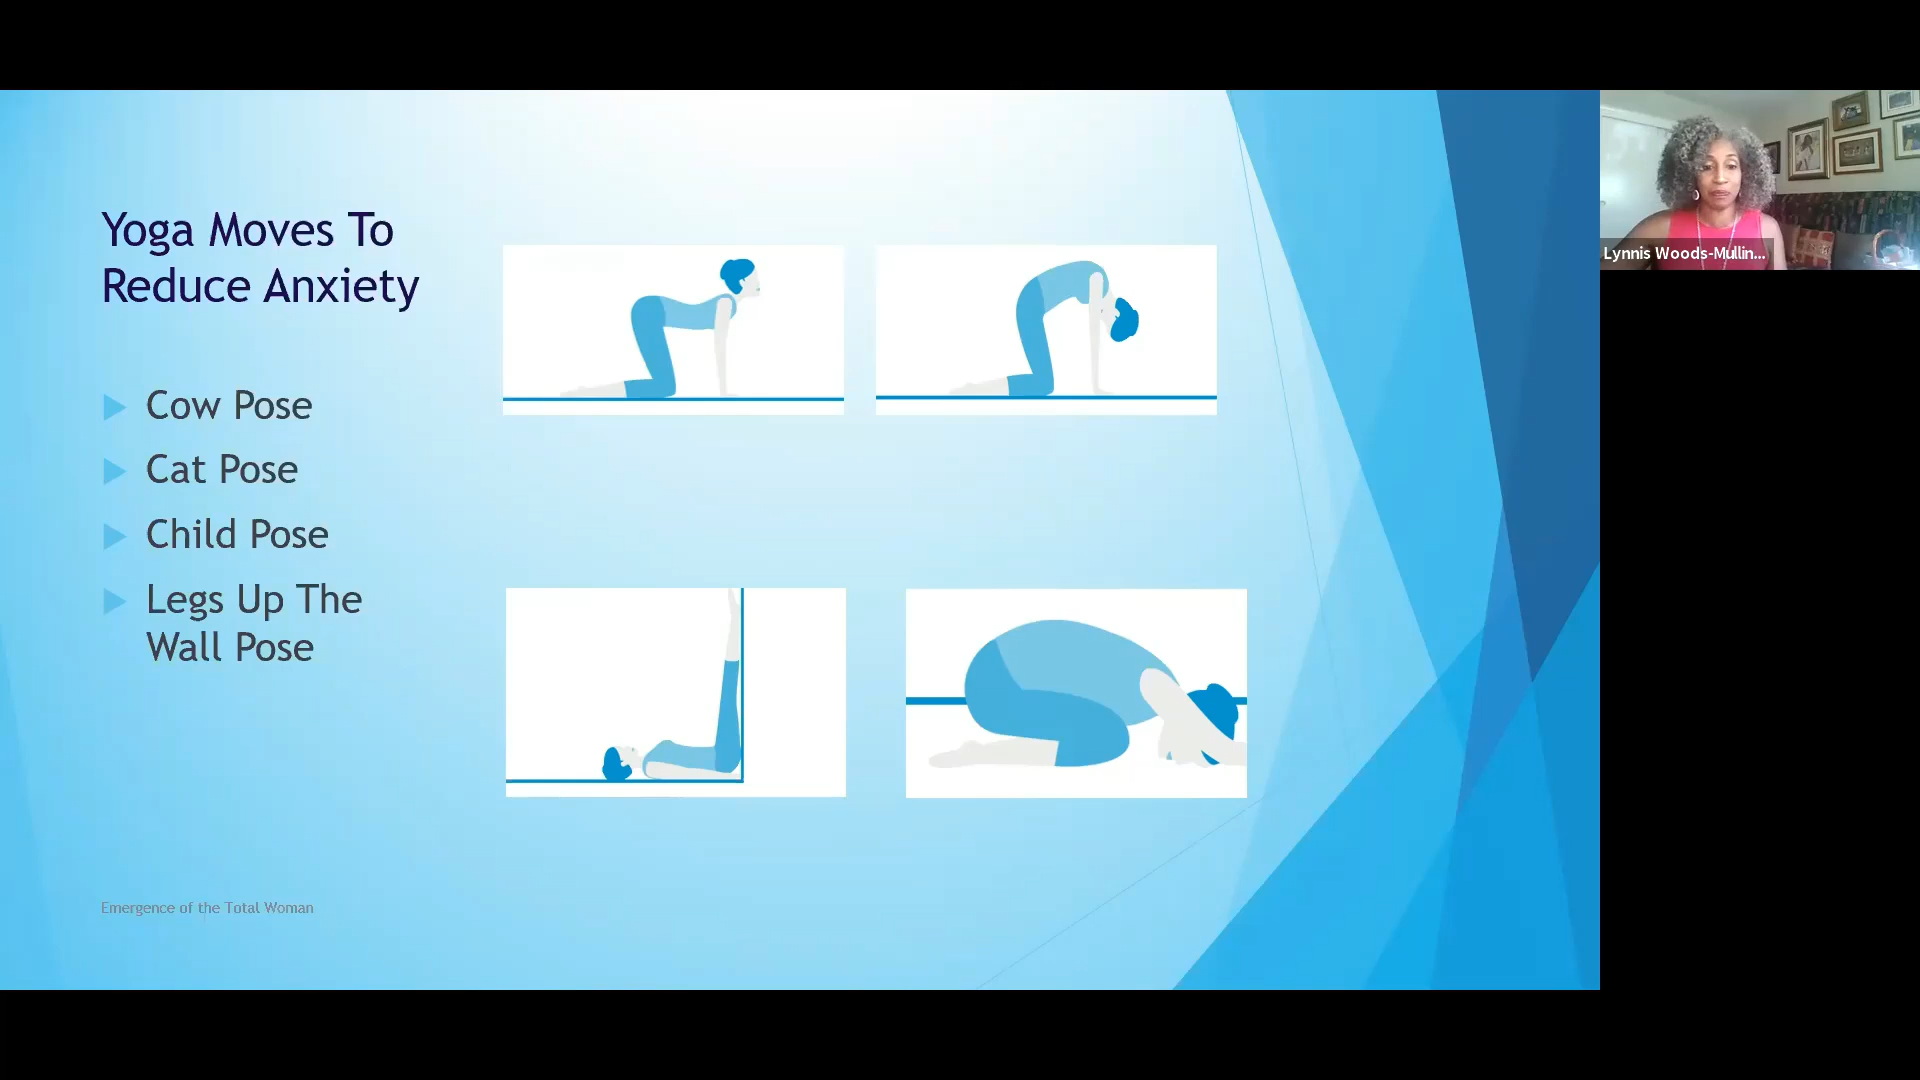 Yoga Moves To
Reduce Anxiety
Cow Pose
Cat Pose
Child Pose
Legs Up The
Wall Pose
Emergence of the Total Woman
Lynnis Woods-Mullin...